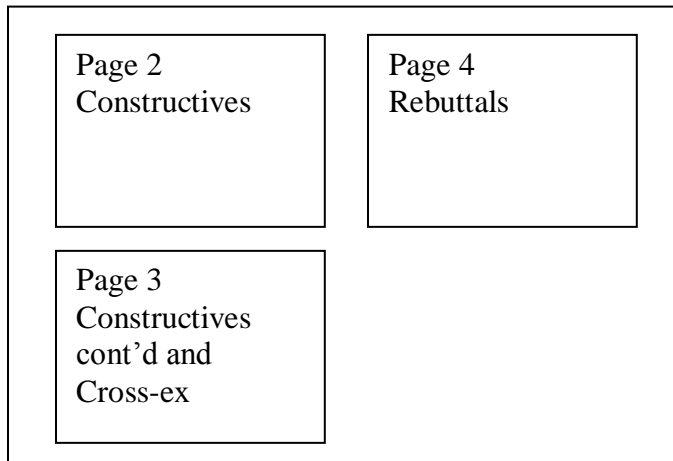 Page 2
Constructives
Page 4
Rebuttals
Page 3
Constructives
cont’d and
Cross-ex